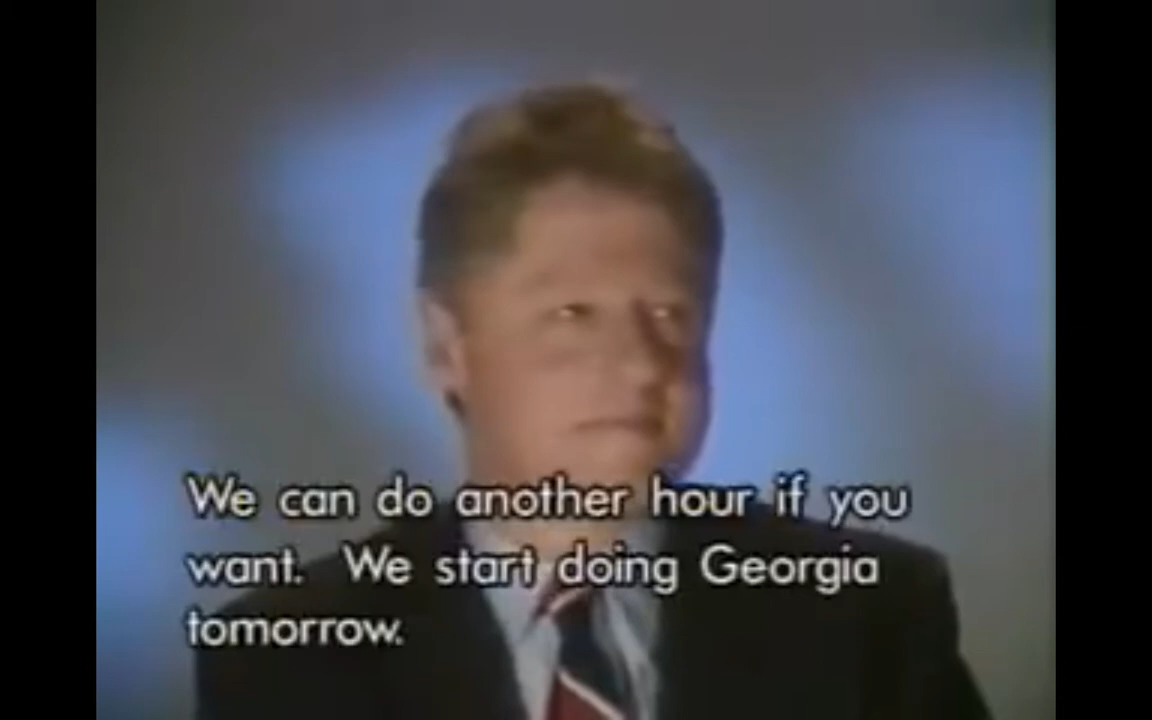 We can do another hour if you
want. We start doing Georgia
tomorrow.